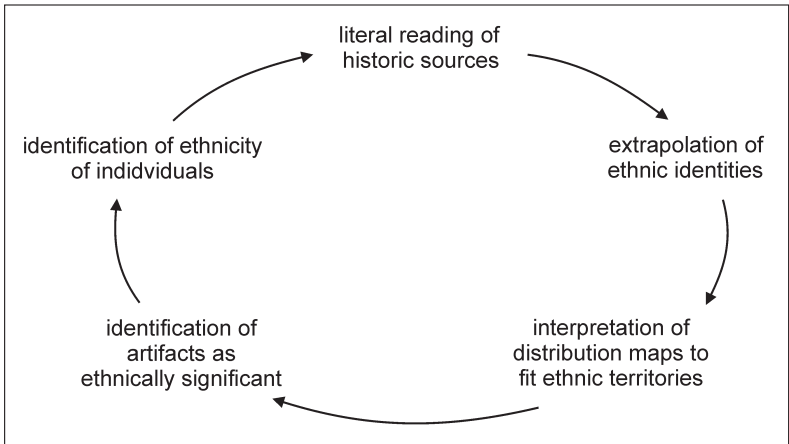 literal reading of
historic sources
extrapolation of
ethnic identities
interpretation of
distribution maps to
fit ethnic territories
identification of
artifacts as
ethnically significant
identification of ethnicity
of indidviduals